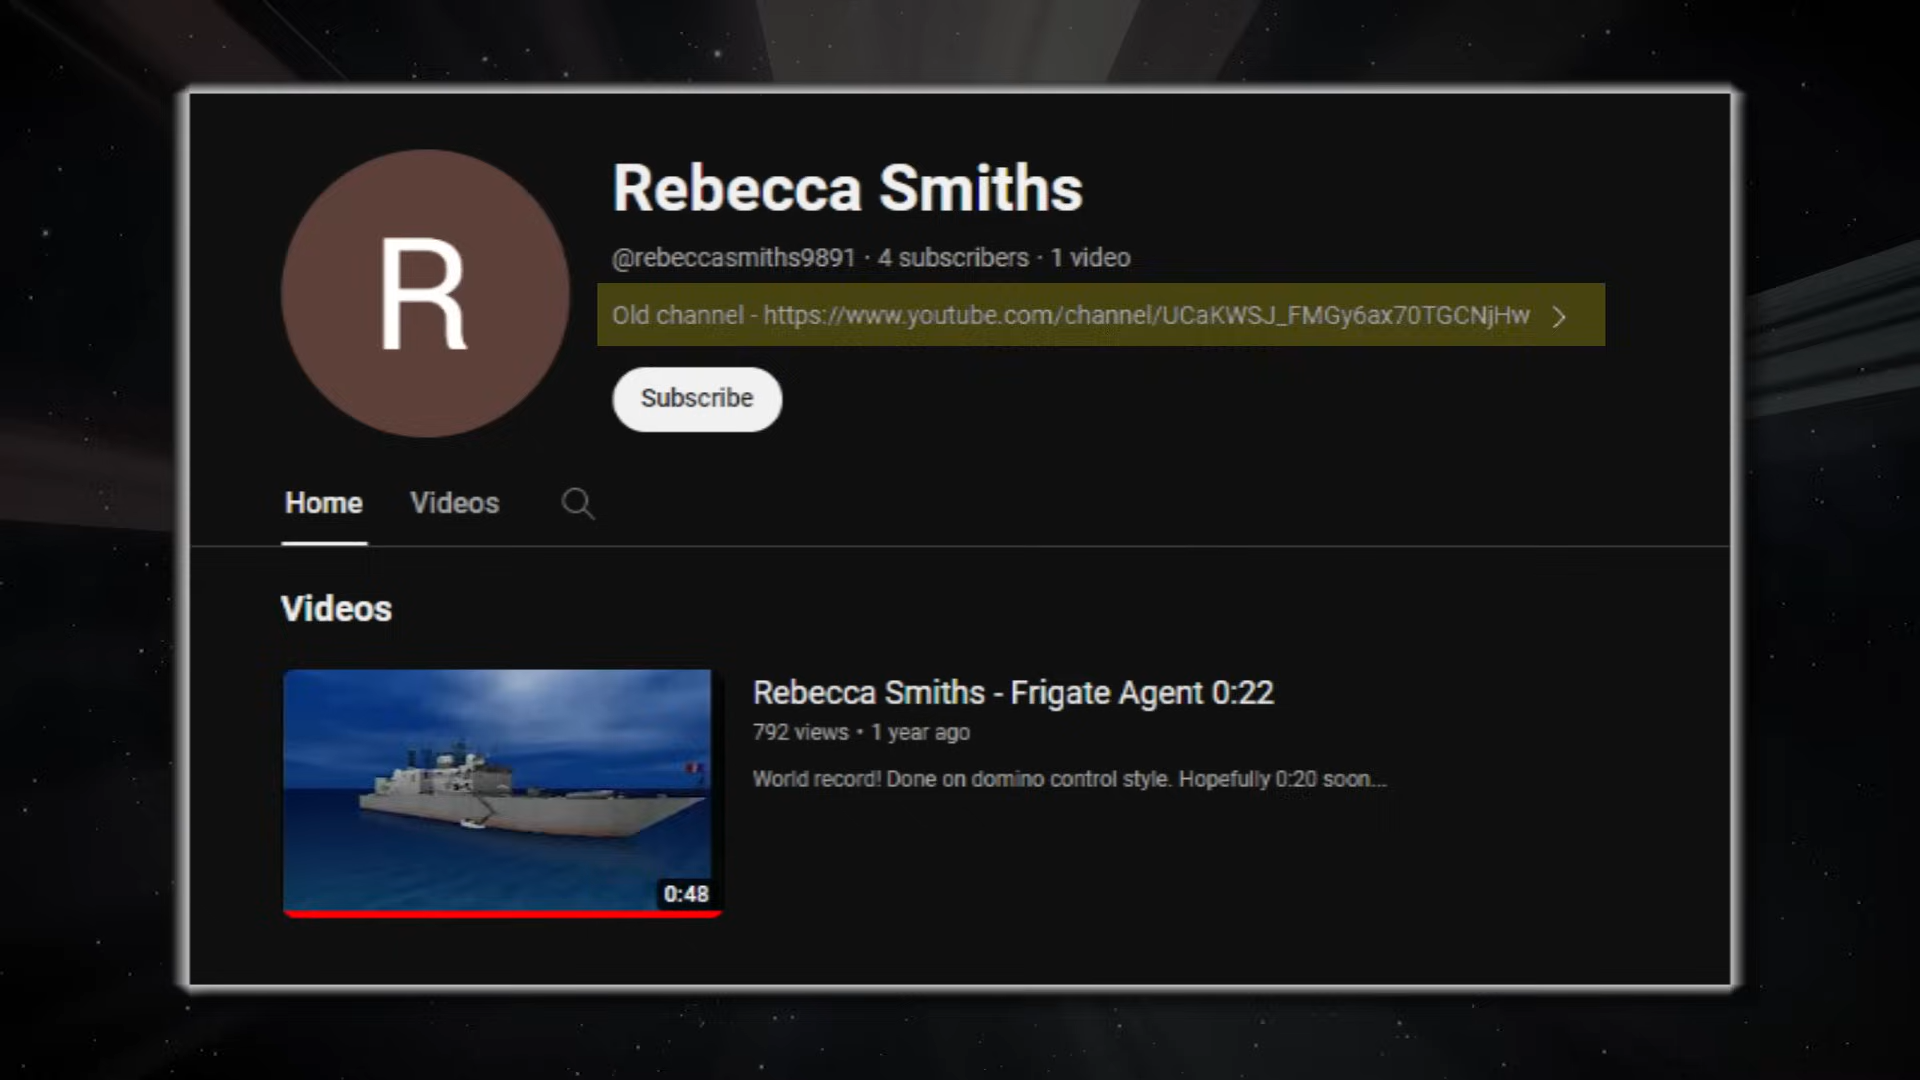 R
Rebecca Smiths
@rebeccasmiths9891 · 4 subscribers · 1 video
Old channel - https://www.youtube.com/channel/UCaKWSJ_FMGy6ax70TGCNjHw
Subscribe
Home Videos
Videos
Rebecca Smiths - Frigate Agent 0:22
792 views • 1 year ago
World record! Done on domino control style. Hopefully 0:20 soon...
0:48